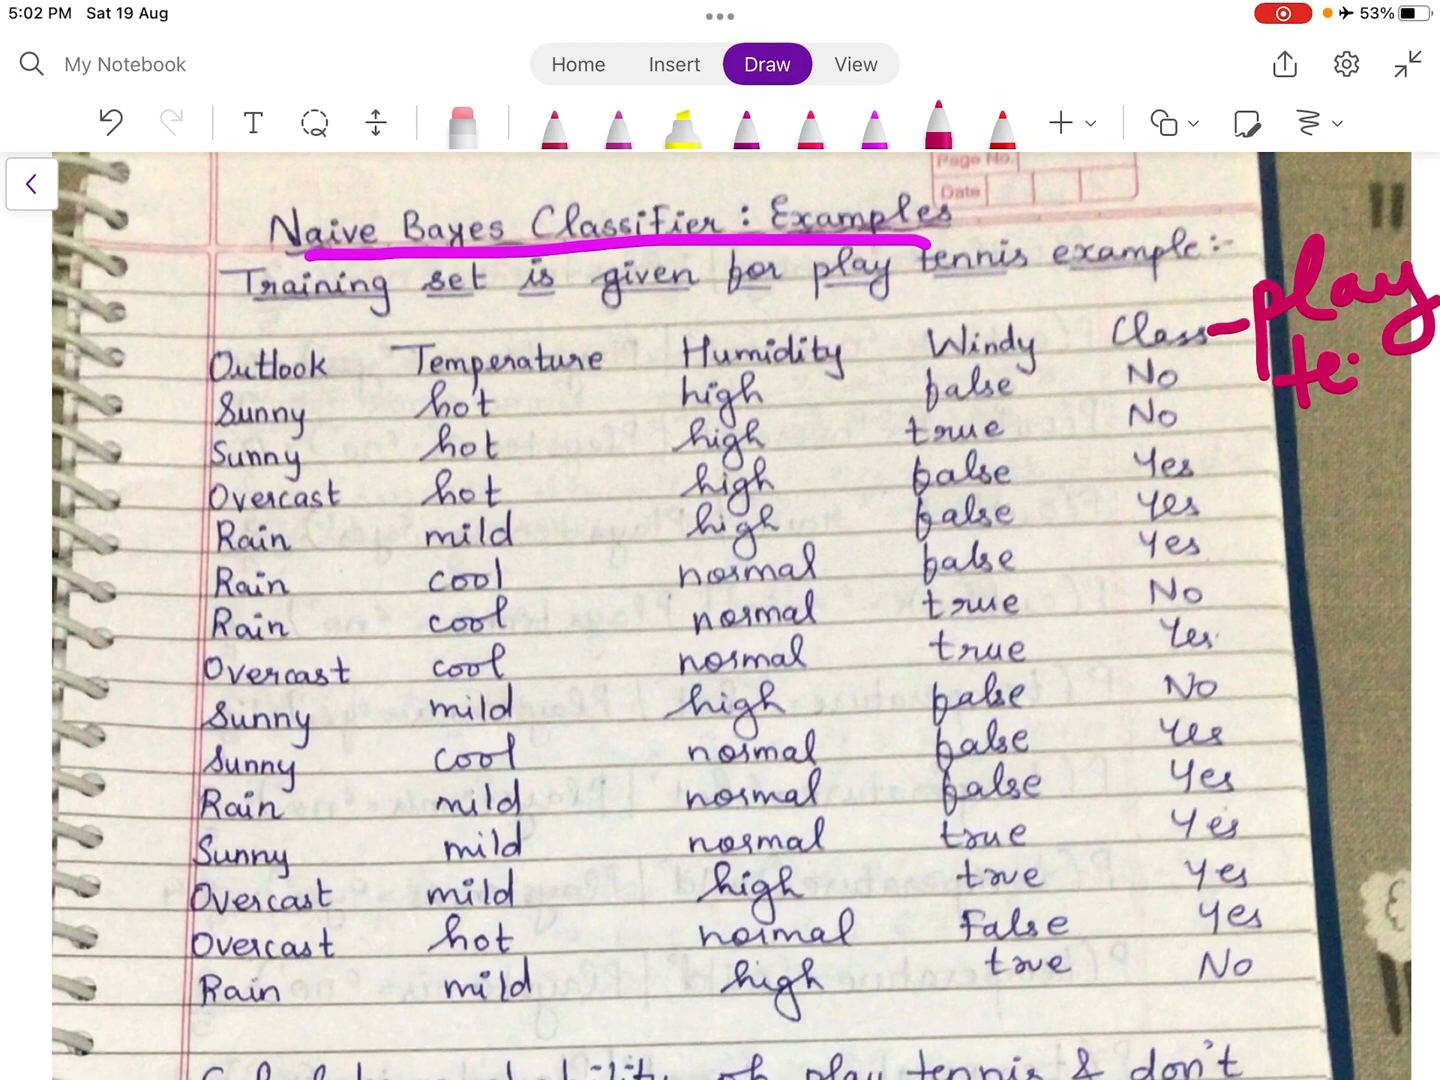 5:02 PM Sat 19 Aug 53%
My Notebook Home Insert Draw View
T
Page No.
Date
Naive Bayes Classifier : Examples
Training set is given for play tennis example :-
play
te
Outlook Temperature Humidity Windy Class
Sunny hot high false No
Sunny hot high true No
Overcast hot high false Yes
Rain mild high false Yes
Rain cool normal false Yes
Rain cool normal true No
Overcast cool normal true Yes
Sunny mild high false No
Sunny cool normal false Yes
Rain mild normal false Yes
Sunny mild normal true Yes
Overcast mild high true Yes
Overcast hot normal False Yes
Rain mild high true No
of play tennis & don't